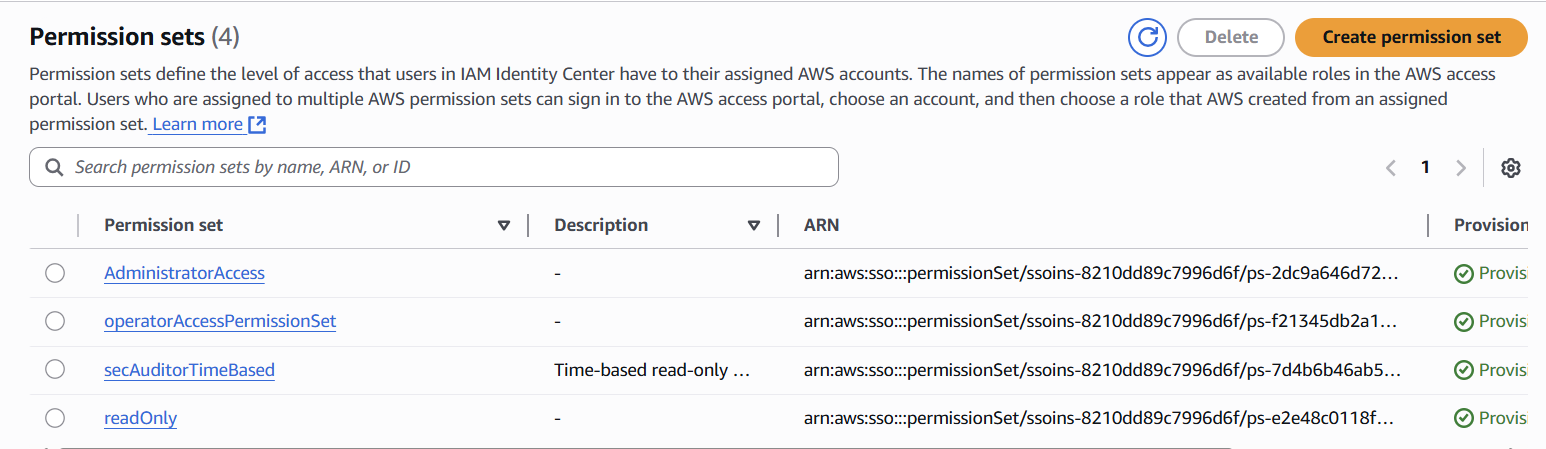 Permission sets (4)
Delete
Create permission set
Permission sets define the level of access that users in IAM Identity Center have to their assigned AWS accounts. The names of permission sets appear as available roles in the AWS access
portal. Users who are assigned to multiple AWS permission sets can sign in to the AWS access portal, choose an account, and then choose a role that AWS created from an assigned
permission set. Learn more
Search permission sets by name, ARN, or ID
1
Permission set Description ARN Provision
AdministratorAccess - arn:aws:sso:::permissionSet/ssoins-8210dd89c7996d6f/ps-2dc9a646d72... Provisi
operatorAccessPermissionSet - arn:aws:sso:::permissionSet/ssoins-8210dd89c7996d6f/ps-f21345db2a1... Provisi
secAuditorTimeBased Time-based read-only ... arn:aws:sso:::permissionSet/ssoins-8210dd89c7996d6f/ps-7d4b6b46ab5... Provisi
readOnly - arn:aws:sso:::permissionSet/ssoins-8210dd89c7996d6f/ps-e2e48c0118f... Provisi